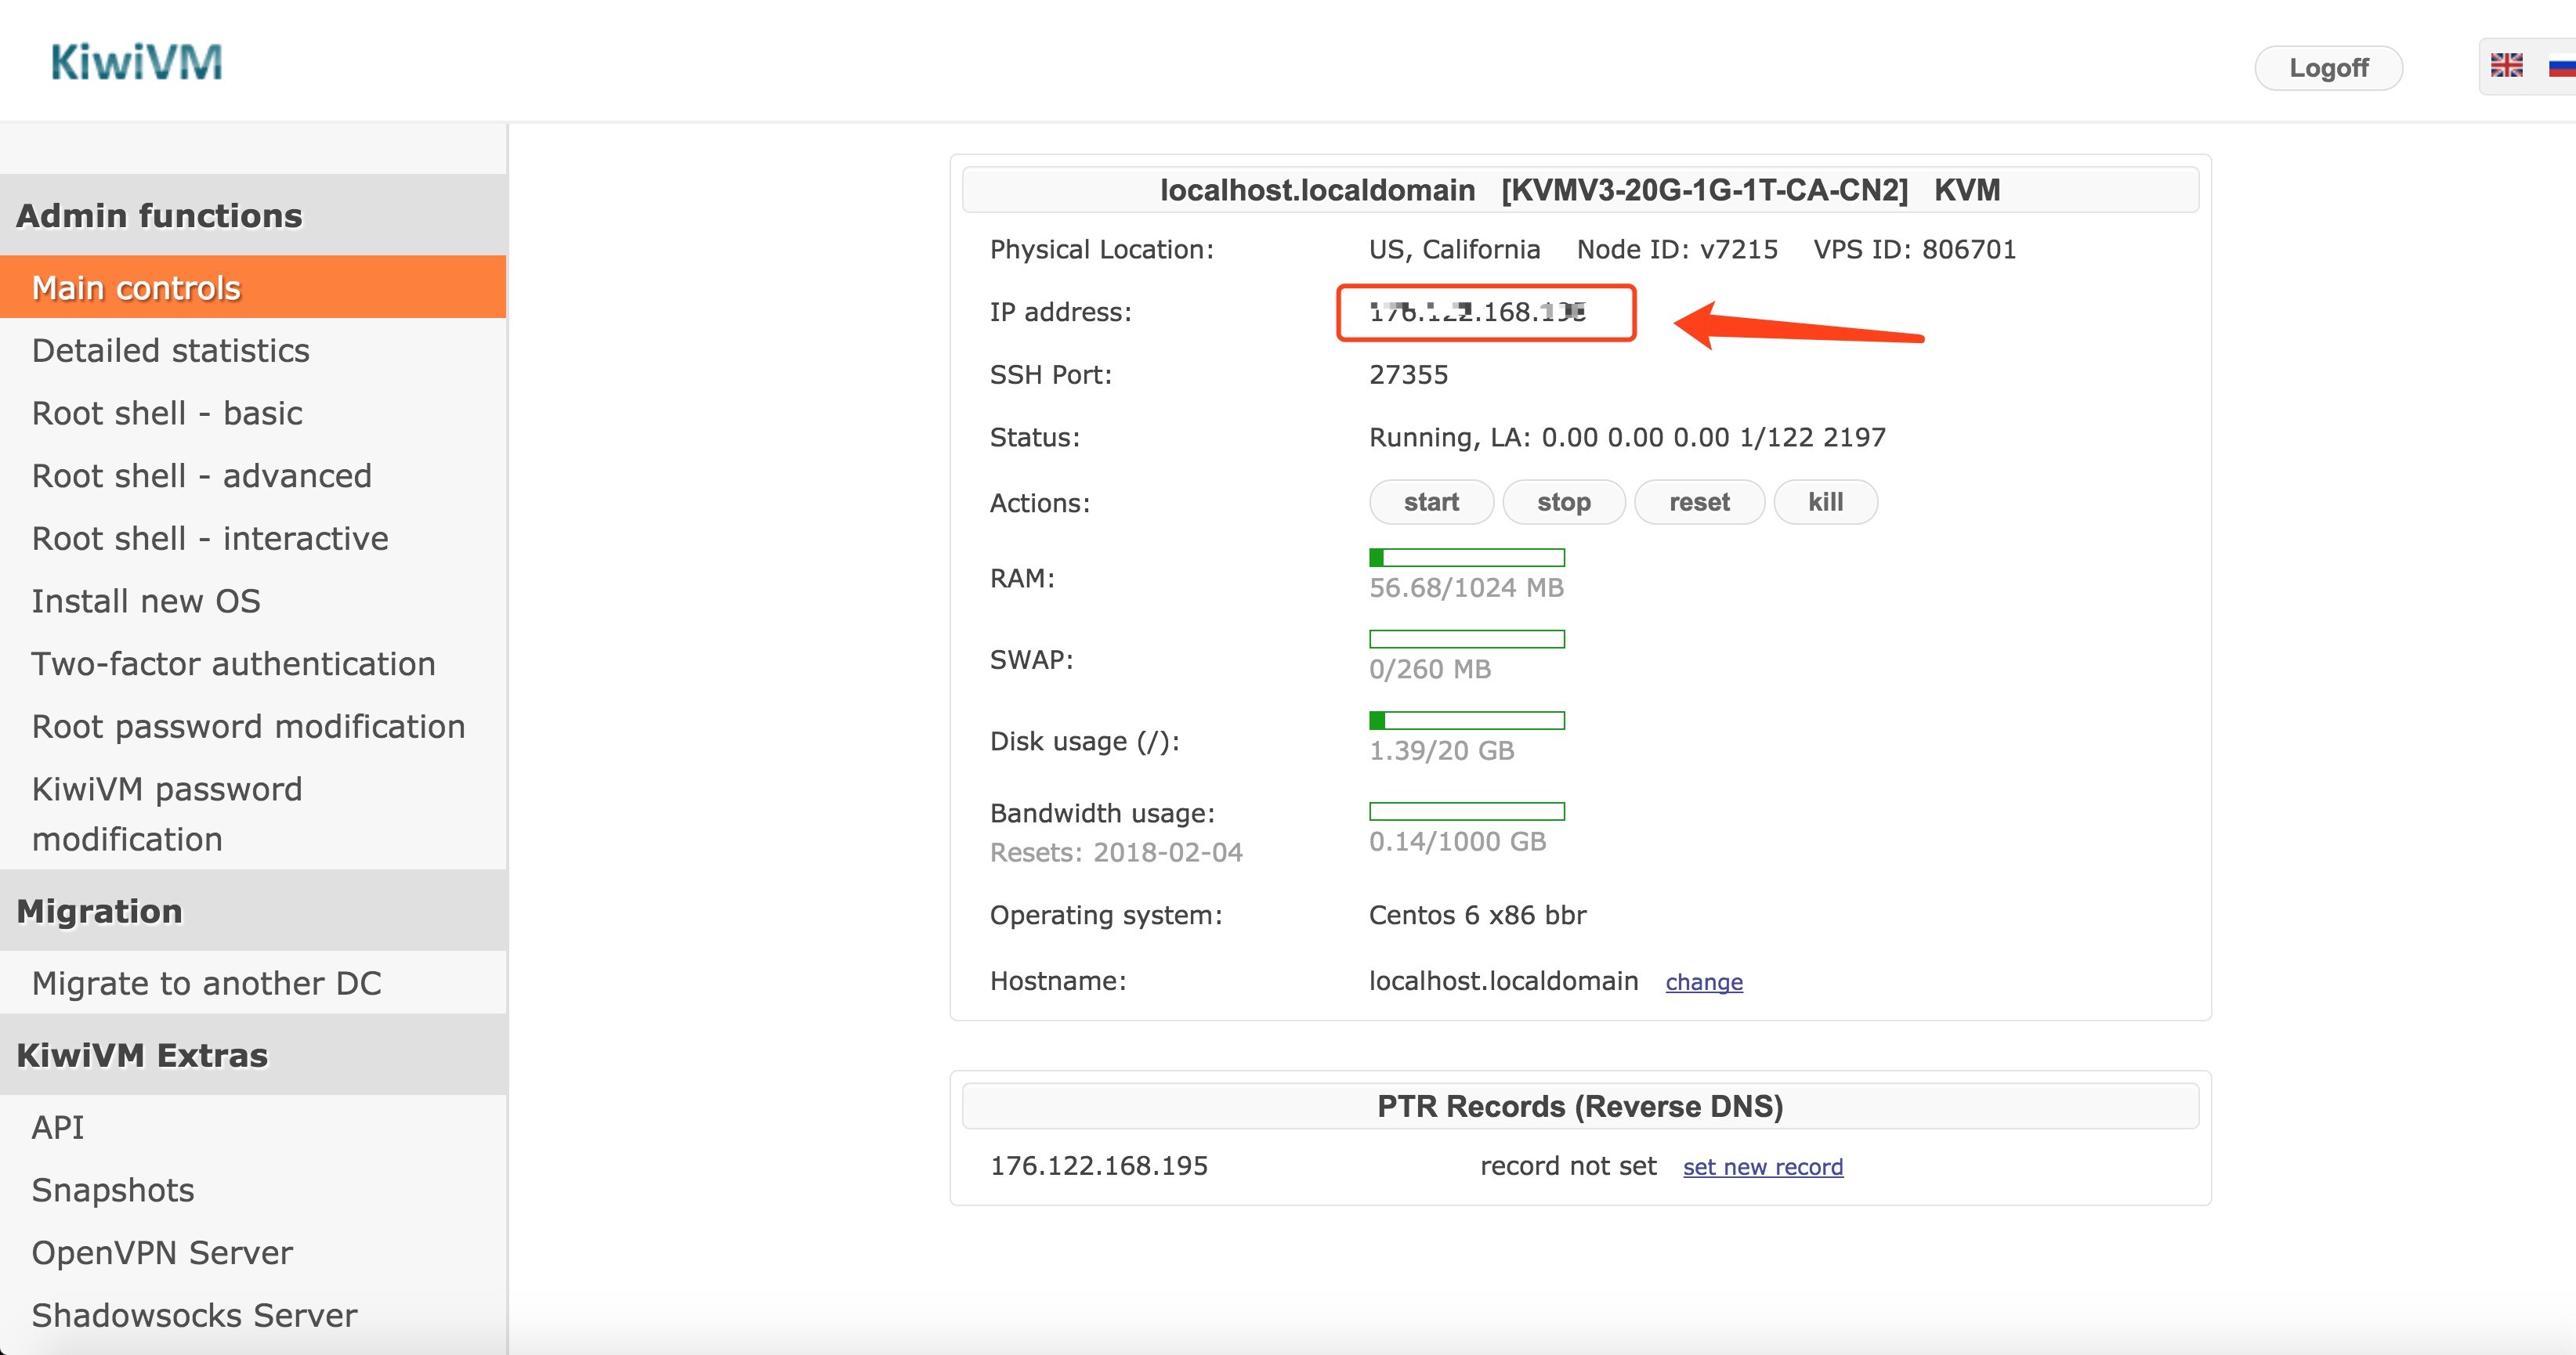 KiwiVM
Logoff
Admin functions
Main controls
Detailed statistics
Root shell - basic
Root shell - advanced
Root shell - interactive
Install new OS
Two-factor authentication
Root password modification
KiwiVM password
modification
Migration
Migrate to another DC
KiwiVM Extras
API
Snapshots
OpenVPN Server
Shadowsocks Server
localhost.localdomain [KVMV3-20G-1G-1T-CA-CN2] KVM
Physical Location: US, California Node ID: v7215 VPS ID: 806701
IP address:
SSH Port: 27355
Status: Running, LA: 0.00 0.00 0.00 1/122 2197
Actions: start stop reset kill
RAM: 56.68/1024 MB
SWAP: 0/260 MB
Disk usage (/): 1.39/20 GB
Bandwidth usage: 0.14/1000 GB
Resets: 2018-02-04
Operating system: Centos 6 x86 bbr
Hostname: localhost.localdomain change
PTR Records (Reverse DNS)
176.122.168.195 record not set set new record